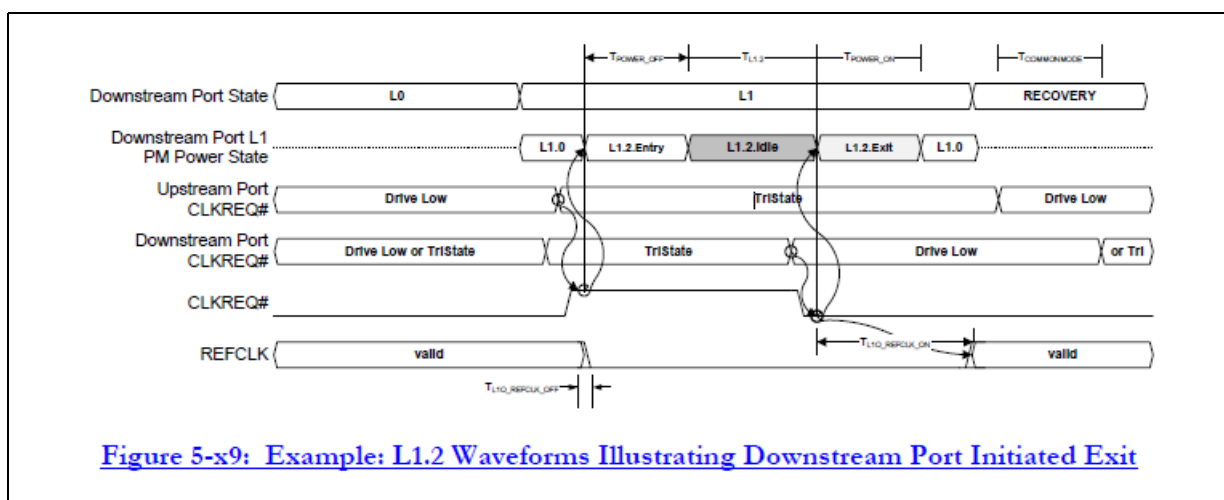 TPOWER_OFF TL1.2 TPOWER_ON TCOMMONMODE
Downstream Port State L0 L1 RECOVERY
Downstream Port L1
PM Power State L1.0 L1.2.Entry L1.2.Idle L1.2.Exit L1.0
Upstream Port
CLKREQ# Drive Low TriState Drive Low
Downstream Port
CLKREQ# Drive Low or TriState TriState Drive Low or Tri
CLKREQ#
REFCLK valid TL1O_REFCLK_ON valid
TL1O_REFCLK_OFF
Figure 5-x9: Example: L1.2 Waveforms Illustrating Downstream Port Initiated Exit